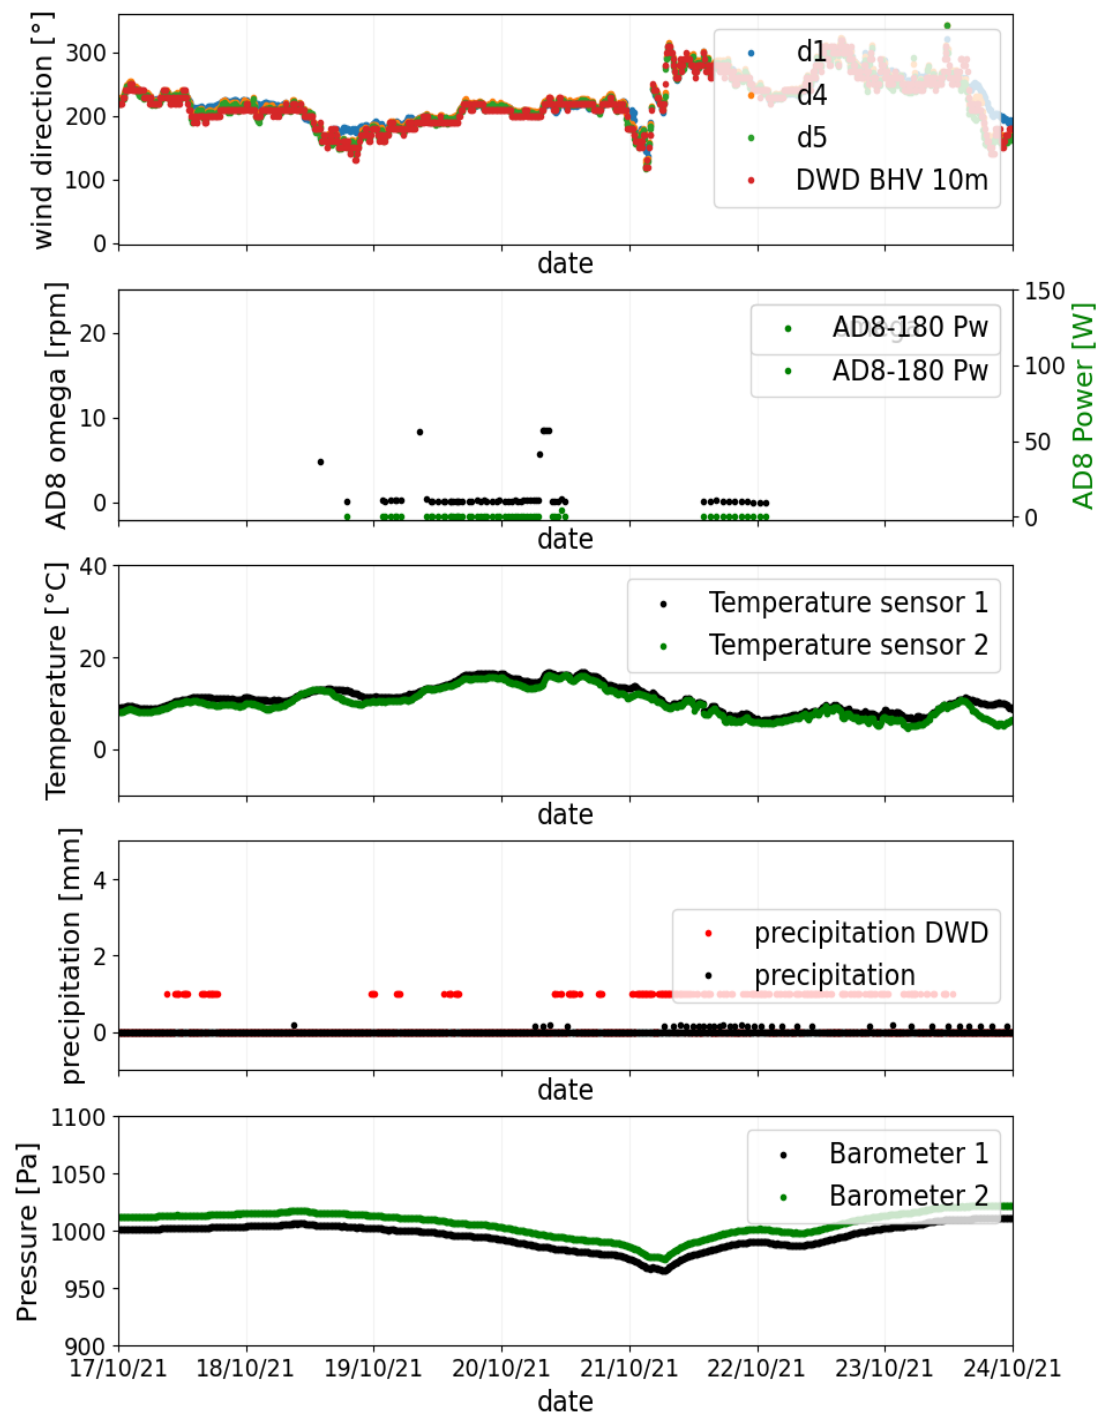 wind direction [°]
300
200
100
0
d1
d4
d5
DWD BHV 10m
date
AD8 omega [rpm]
20
10
0
AD8-180 Pw
AD8-180 Pw
150
100
50
0
AD8 Power [W]
date
Temperature [°C]
40
20
0
Temperature sensor 1
Temperature sensor 2
date
precipitation [mm]
4
2
0
precipitation DWD
precipitation
date
Pressure [Pa]
1100
1050
1000
950
900
Barometer 1
Barometer 2
17/10/21 18/10/21 19/10/21 20/10/21 21/10/21 22/10/21 23/10/21 24/10/21
date